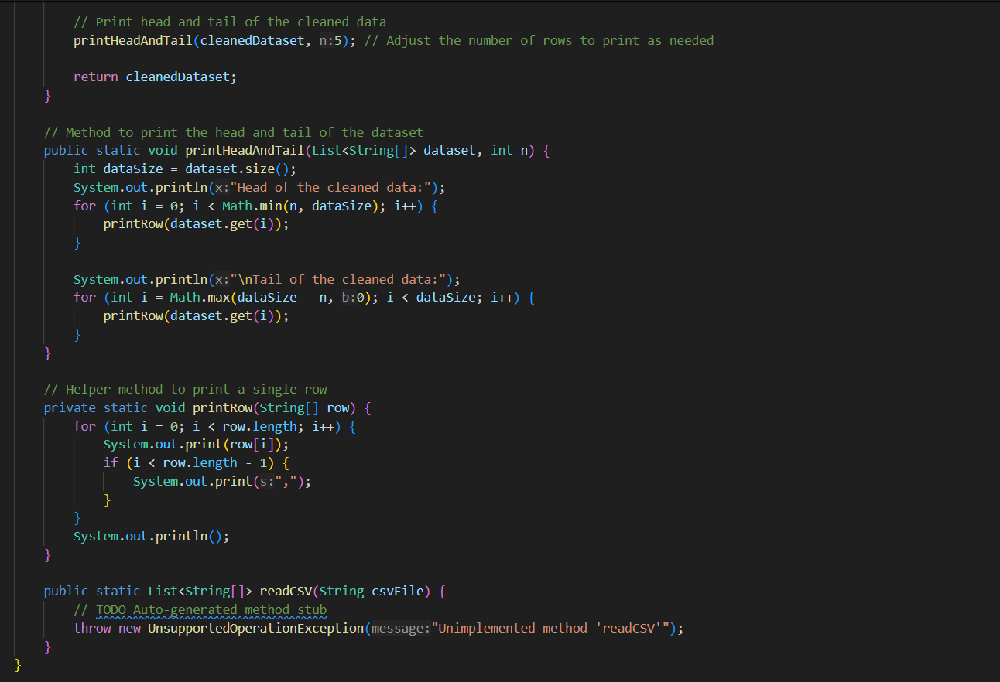 // Print head and tail of the cleaned data
printHeadAndTail(cleanedDataset, n:5); // Adjust the number of rows to print as needed
return cleanedDataset;
}
// Method to print the head and tail of the dataset
public static void printHeadAndTail(List<String[]> dataset, int n) {
int dataSize = dataset.size();
System.out.println(x:"Head of the cleaned data:");
for (int i = 0; i < Math.min(n, dataSize); i++) {
printRow(dataset.get(i));
}
System.out.println(x:"\nTail of the cleaned data:");
for (int i = Math.max(dataSize - n, b:0); i < dataSize; i++) {
printRow(dataset.get(i));
}
}
// Helper method to print a single row
private static void printRow(String[] row) {
for (int i = 0; i < row.length; i++) {
System.out.print(row[i]);
if (i < row.length - 1) {
System.out.print(s:",");
}
}
System.out.println();
}
public static List<String[]> readCSV(String csvFile) {
// TODO Auto-generated method stub
throw new UnsupportedOperationException(message:"Unimplemented method 'readCSV'");
}
}